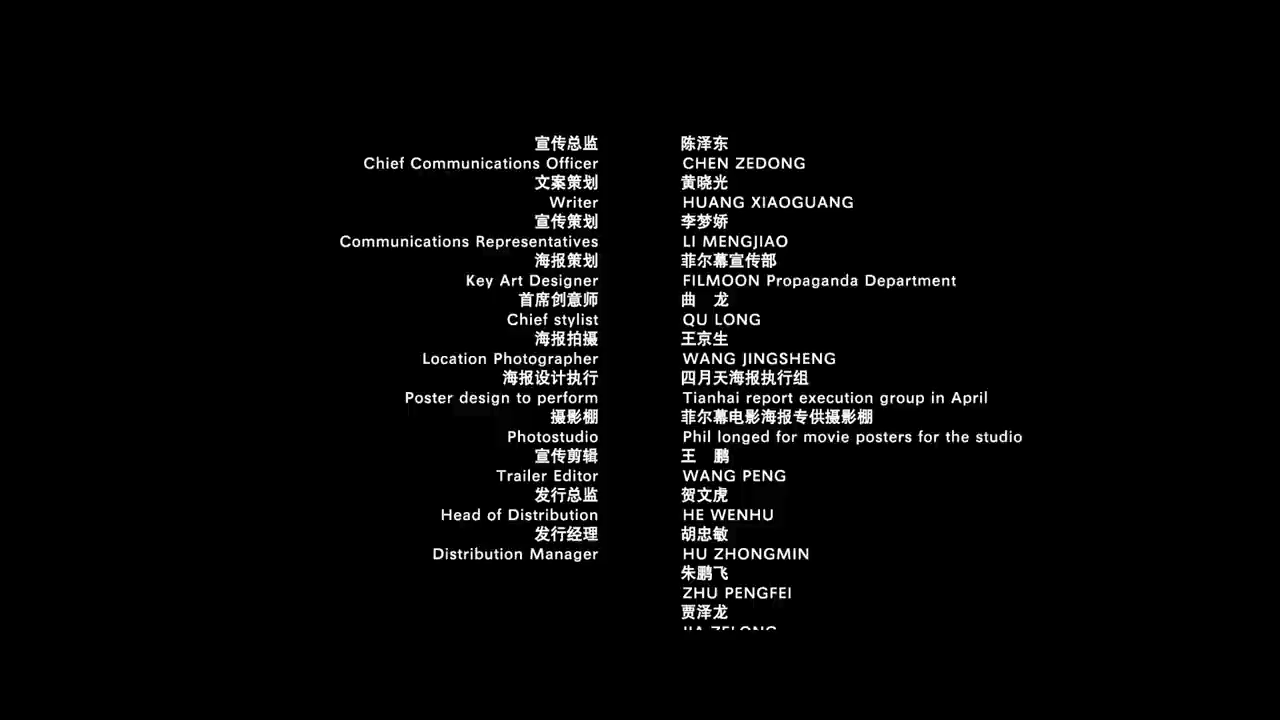 宣传总监 陈泽东
Chief Communications Officer CHEN ZEDONG
文案策划 黄晓光
Writer HUANG XIAOGUANG
宣传策划 李梦娇
Communications Representatives LI MENGJIAO
海报策划 菲尔幕宣传部
Key Art Designer FILMOON Propaganda Department
首席创意师 曲 龙
Chief stylist QU LONG
海报拍摄 王京生
Location Photographer WANG JINGSHENG
海报设计执行 四月天海报执行组
Poster design to perform Tianhai report execution group in April
摄影棚 菲尔幕电影海报专供摄影棚
Photostudio Phil longed for movie posters for the studio
宣传剪辑 王 鹏
Trailer Editor WANG PENG
发行总监 贺文虎
Head of Distribution HE WENHU
发行经理 胡忠敏
Distribution Manager HU ZHONGMIN
朱鹏飞
ZHU PENGFEI
贾泽龙
JIA ZELONG